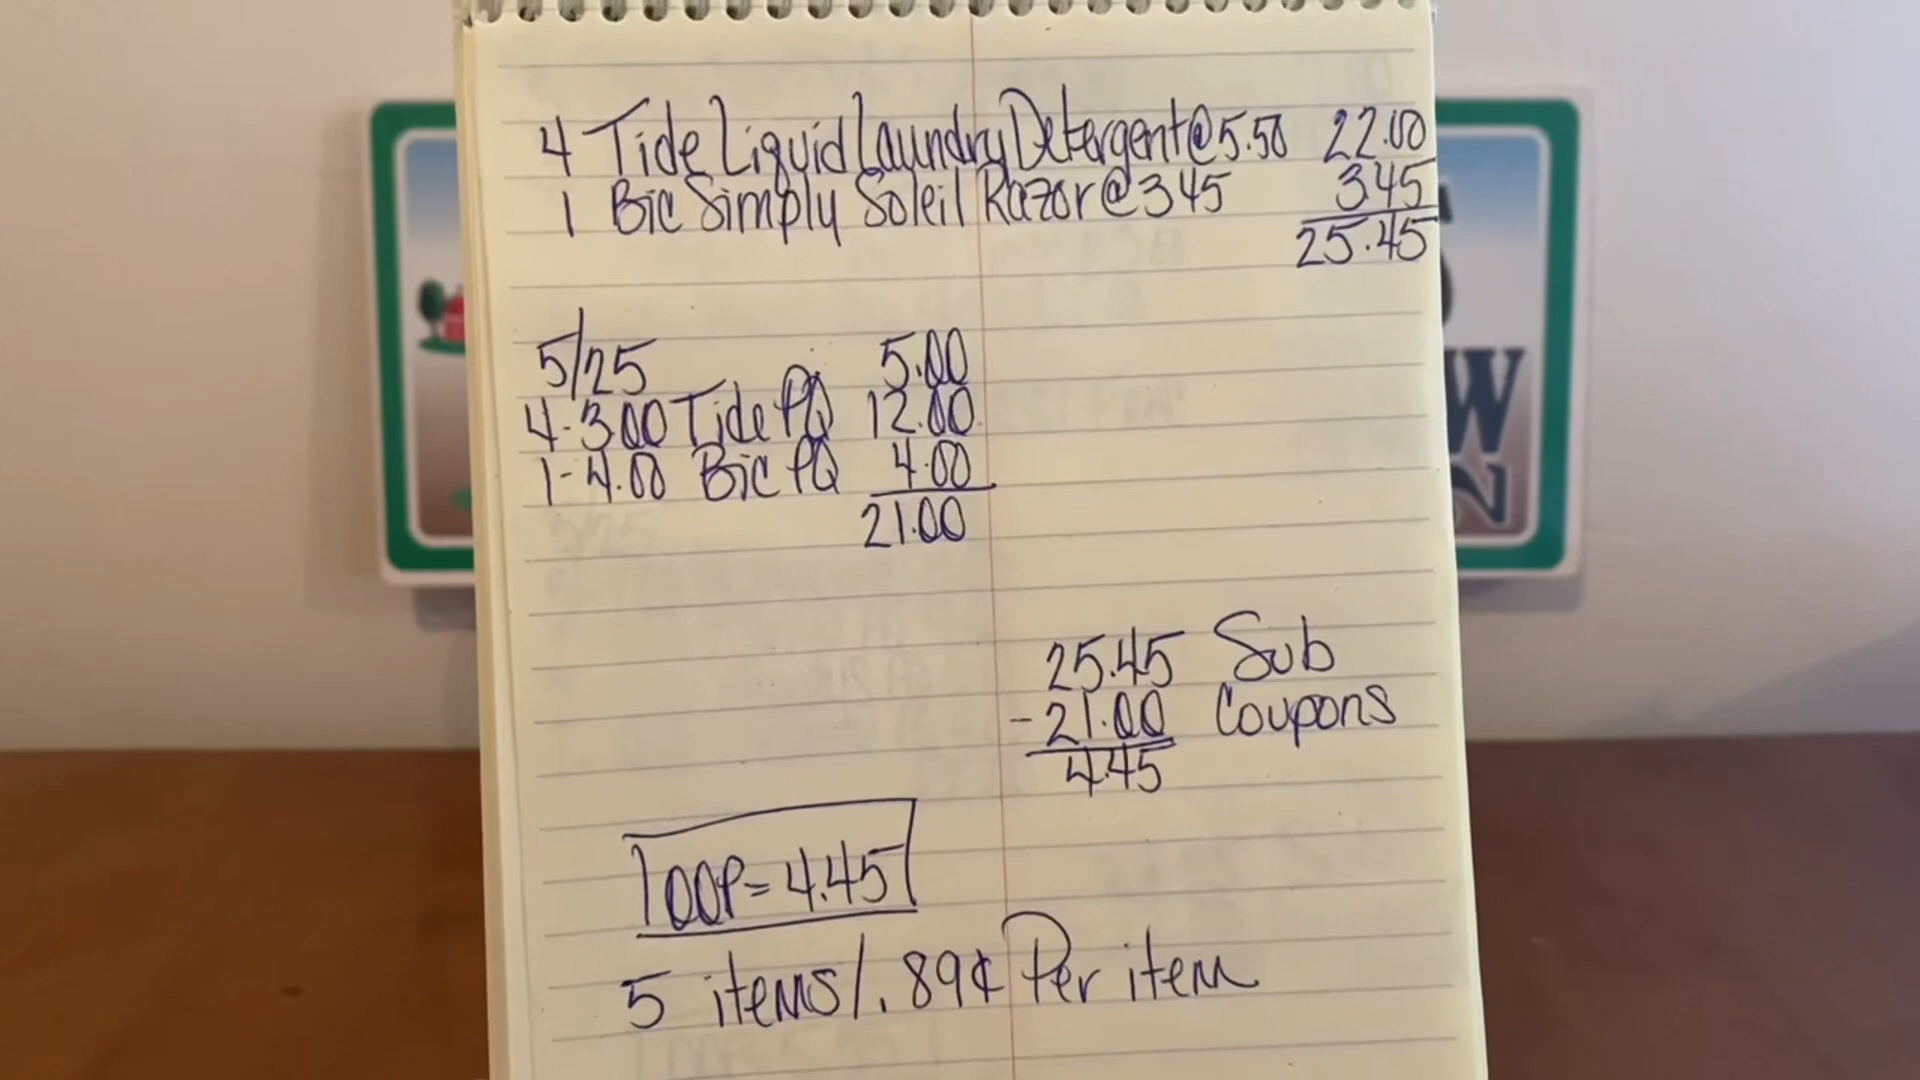 4 Tide Liquid Laundry Detergent @ 5.50 22.00
1 Bic Simply Soleil Razor @ 345 3.45
25.45
5/25 5.00
4-3.00 Tide PQ 12.00
1-4.00 Bic PQ 4.00
21.00
25.45 Sub
-21.00 Coupons
4.45
OOP = 4.45
5 items/.89¢ Per item